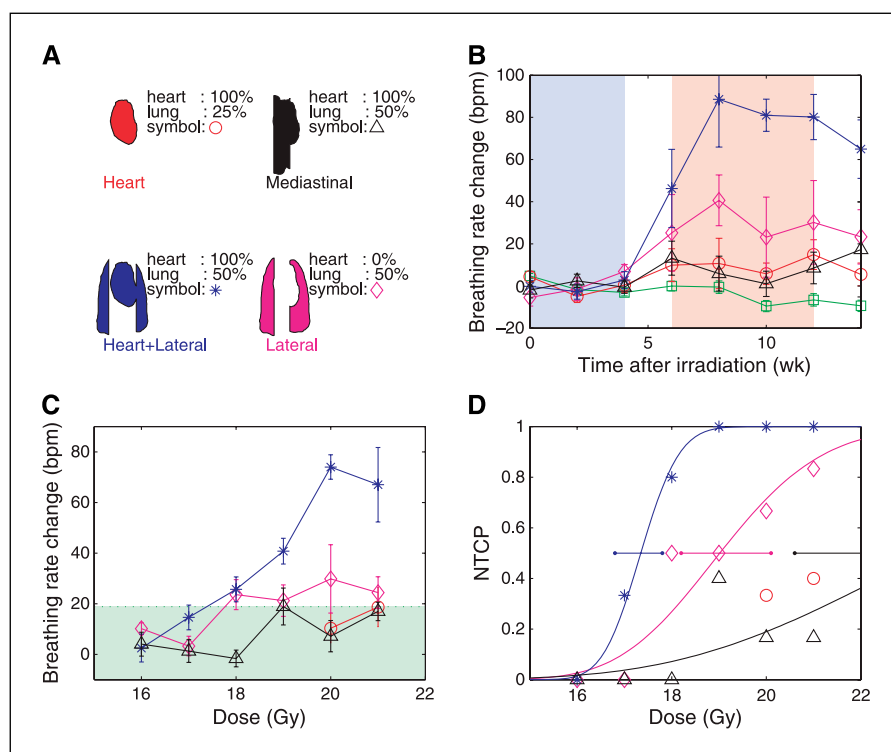 A
heart : 100%
lung : 25%
symbol:
Heart
heart : 100%
lung : 50%
symbol:
Mediastinal
heart : 100%
lung : 50%
symbol:
Heart+Lateral
heart : 0%
lung : 50%
symbol:
Lateral
B
Breathing rate change (bpm)
100
80
60
40
20
0
−20
0
5
10
Time after irradiation (wk)
C
Breathing rate change (bpm)
80
60
40
20
0
16
18
20
22
Dose (Gy)
D
NTCP
1
0.8
0.6
0.4
0.2
0
16
18
20
22
Dose (Gy)